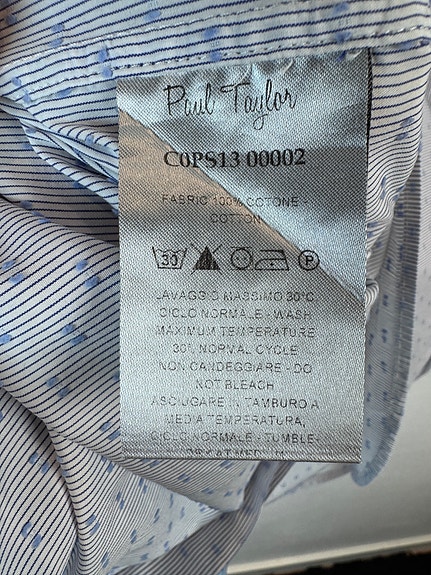 Paul Taylor
C0PS13 00002
FABRIC 100% COTONE -
COTTON
30 P
LAVAGGIO MASSIMO 30°C
CICLO NORMALE - WASH
MAXIMUM TEMPERATURE
30°, NORMAL CYCLE
NON CANDEGGIARE - DO
NOT BLEACH
ASCIUGARE IN TAMBURO A
MEDIA TEMPERATURA,
CICLO NORMALE - TUMBLE-